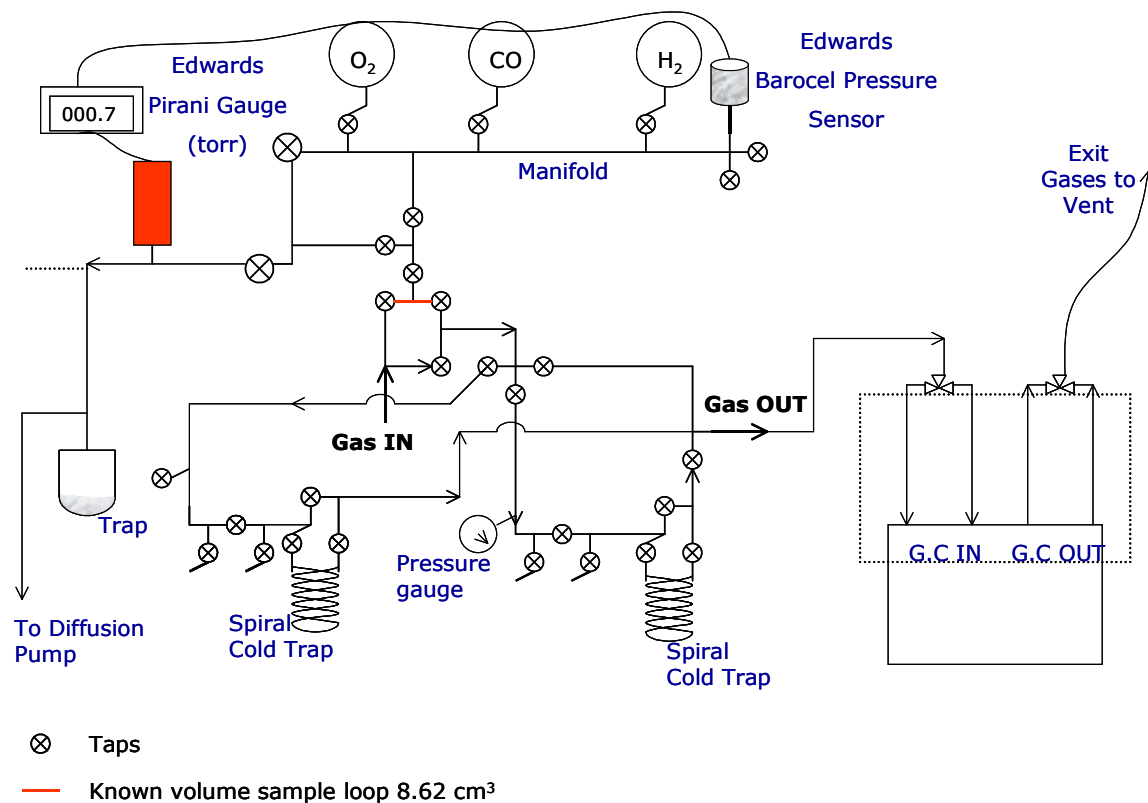 Edwards
Pirani Gauge
(torr)
000.7
O2
CO
H2
Edwards
Barocel Pressure
Sensor
Manifold
Exit
Gases to
Vent
Gas IN
Gas OUT
Trap
Pressure
gauge
G.C IN
G.C OUT
To Diffusion
Pump
Spiral
Cold Trap
Spiral
Cold Trap
Taps
Known volume sample loop 8.62 cm³